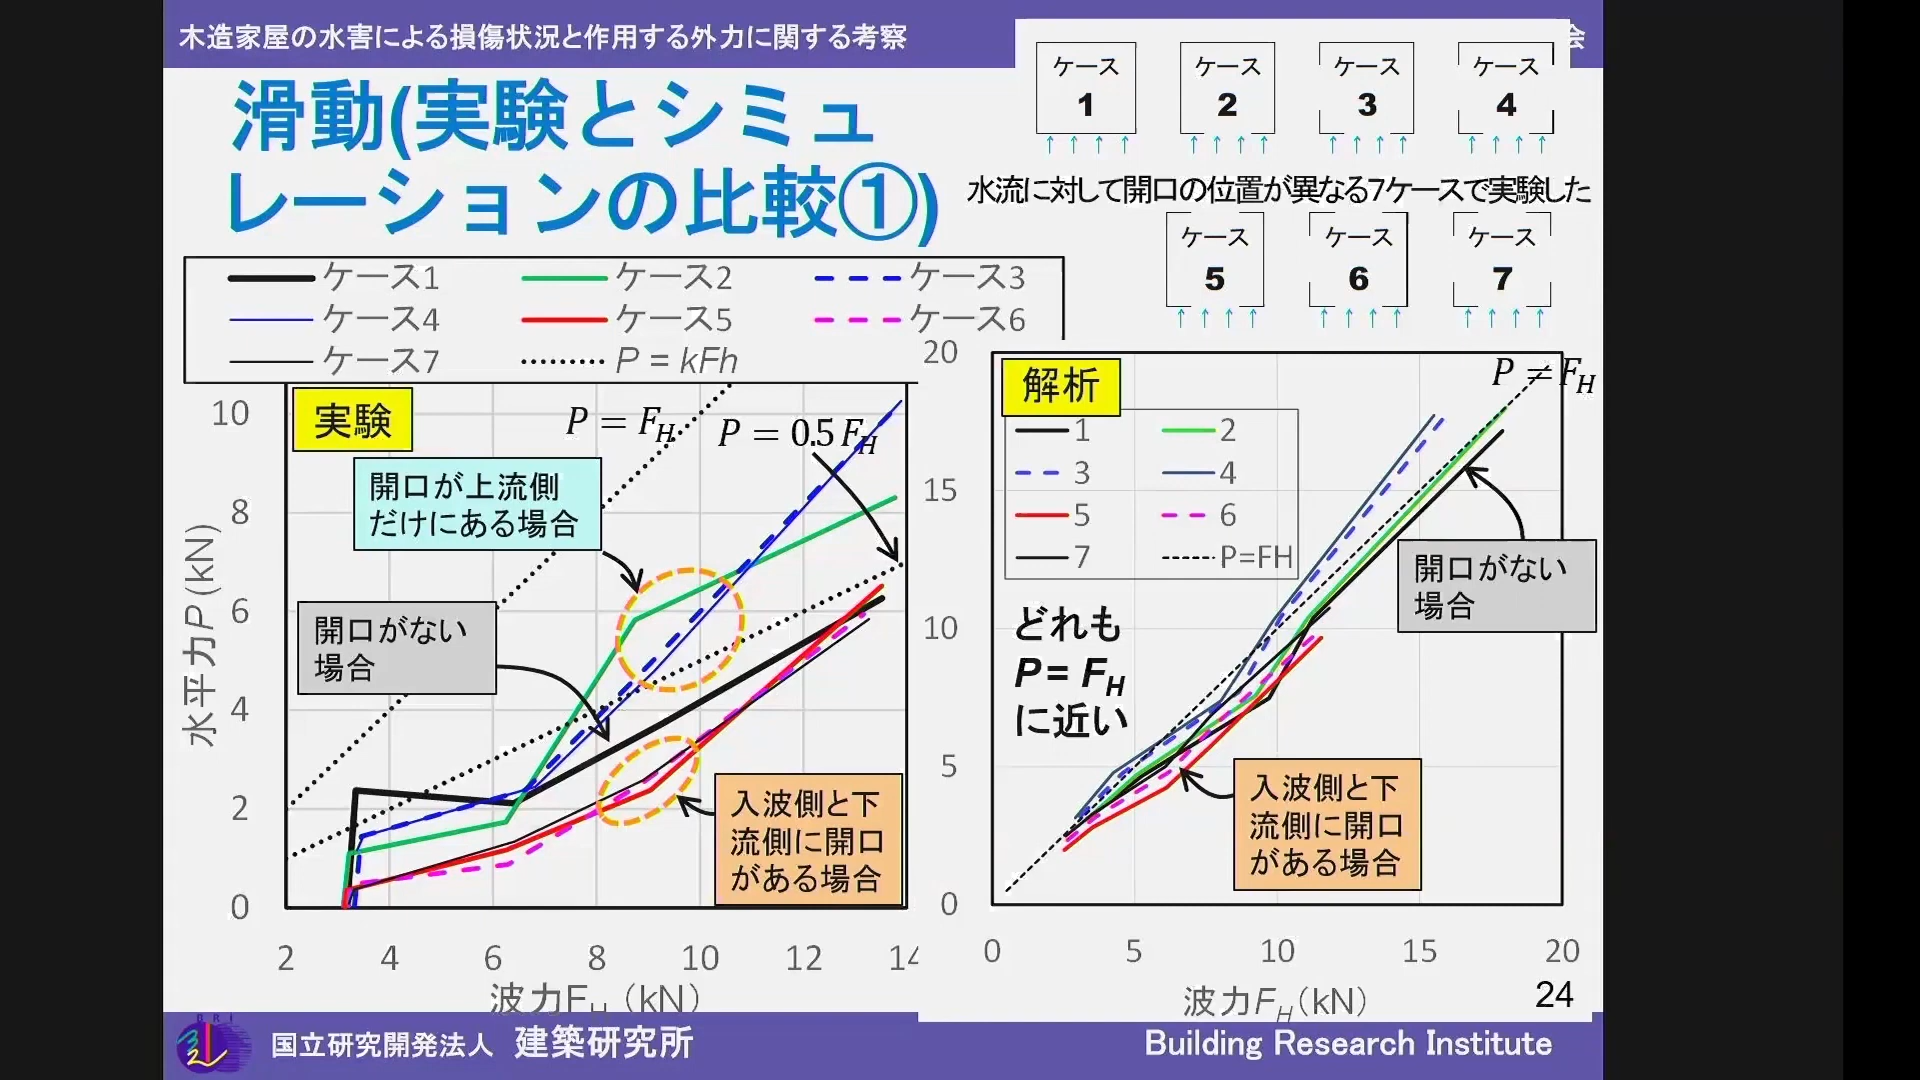 木造家屋の水害による損傷状況と作用する外力に関する考察
会
滑動(実験とシミュ
レーションの比較①)
ケース
1
ケース
2
ケース
3
ケース
4
水流に対して開口の位置が異なる7ケースで実験した
ケース
5
ケース
6
ケース
7
ケース1
ケース2
ケース3
ケース4
ケース5
ケース6
ケース7
P = kFh
実験
P = F_H
P = 0.5 F_H
開口が上流側
だけにある場合
開口がない
場合
入波側と下
流側に開口
がある場合
水平力P (kN)
10
8
6
4
2
0
2
4
6
8
10
12
14
波力F_H (kN)
解析
P ≠ F_H
1
2
3
4
5
6
7
P=FH
どれも
P= F_H
に近い
開口がない
場合
入波側と下
流側に開口
がある場合
20
15
10
5
0
0
5
10
15
20
波力F_H(kN)
24
BRI
国立研究開発法人 建築研究所
Building Research Institute